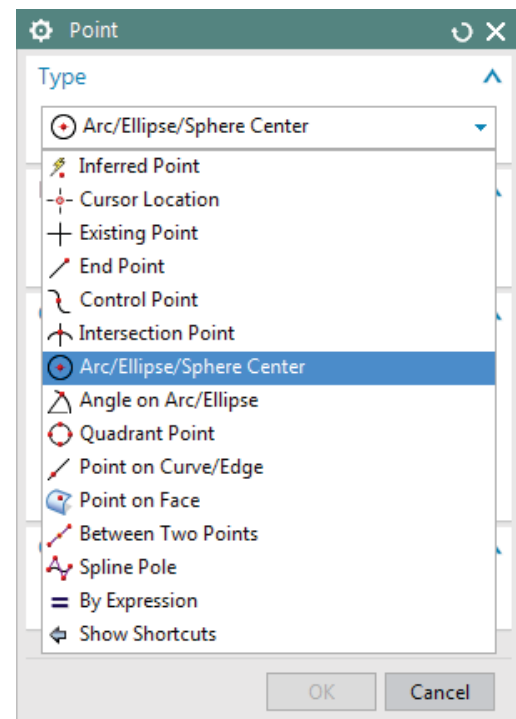 Point
Type
Arc/Ellipse/Sphere Center
Inferred Point
Cursor Location
Existing Point
End Point
Control Point
Intersection Point
Arc/Ellipse/Sphere Center
Angle on Arc/Ellipse
Quadrant Point
Point on Curve/Edge
Point on Face
Between Two Points
Spline Pole
By Expression
Show Shortcuts
OK Cancel